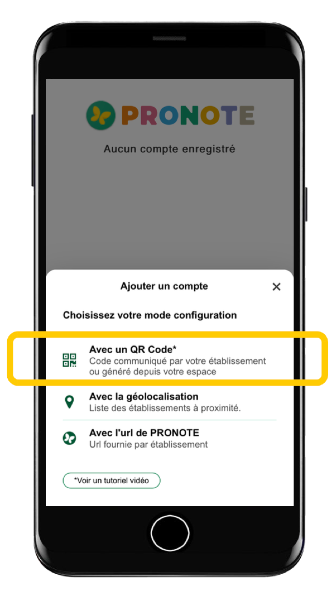 PRONOTE
Aucun compte enregistré
Ajouter un compte
Choisissez votre mode configuration
Avec un QR Code*
Code communiqué par votre établissement
ou généré depuis votre espace
Avec la géolocalisation
Liste des établissements à proximité.
Avec l'url de PRONOTE
Url fournie par établissement
*Voir un tutoriel vidéo